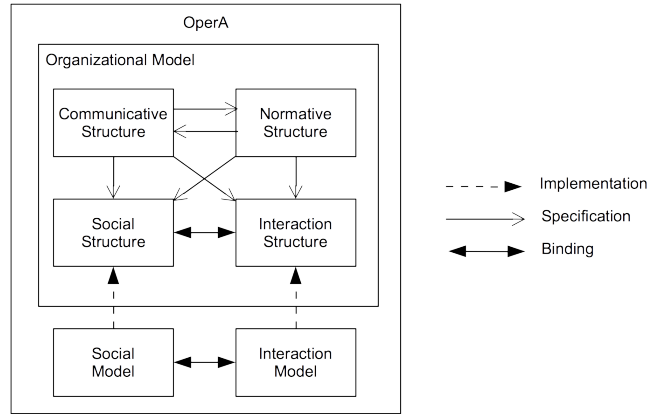 OperA
Organizational Model
Communicative
Structure
Normative
Structure
Social
Structure
Interaction
Structure
Social
Model
Interaction
Model
Implementation
Specification
Binding